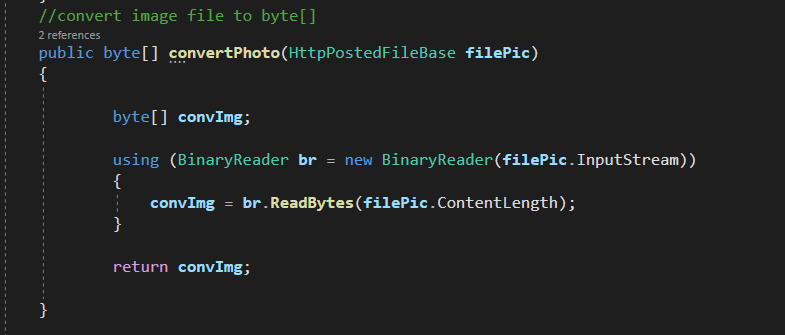 //convert image file to byte[]
2 references
public byte[] convertPhoto(HttpPostedFileBase filePic)
{
byte[] convImg;
using (BinaryReader br = new BinaryReader(filePic.InputStream))
{
convImg = br.ReadBytes(filePic.ContentLength);
}
return convImg;
}